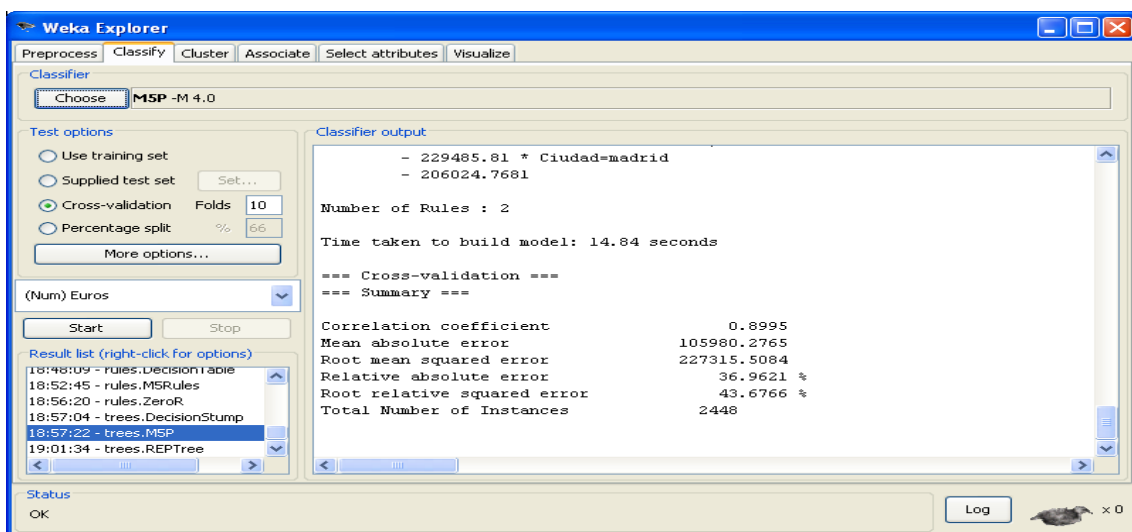 Weka Explorer
Preprocess Classify Cluster Associate Select attributes Visualize
Classifier
Choose M5P -M 4.0
Test options
Use training set
Supplied test set Set...
Cross-validation Folds 10
Percentage split % 66
More options...
(Num) Euros
Start Stop
Result list (right-click for options)
18:48:09 - rules.DecisionTable
18:52:45 - rules.M5Rules
18:56:20 - rules.ZeroR
18:57:04 - trees.DecisionStump
18:57:22 - trees.M5P
19:01:34 - trees.REPTree
Classifier output
- 229485.81 * Ciudad=madrid
- 206024.7681
Number of Rules : 2
Time taken to build model: 14.84 seconds
=== Cross-validation ===
=== Summary ===
Correlation coefficient 0.8995
Mean absolute error 105980.2765
Root mean squared error 227315.5084
Relative absolute error 36.9621 %
Root relative squared error 43.6766 %
Total Number of Instances 2448
Status
OK
Log x 0